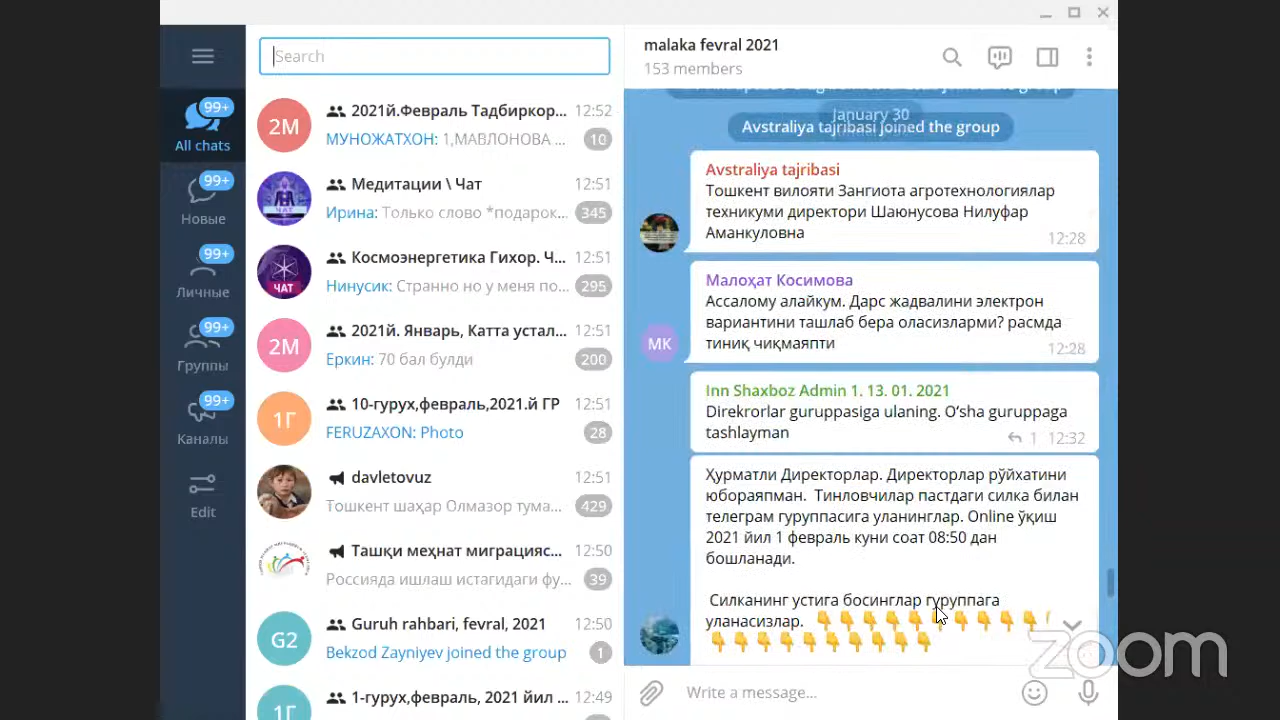 99+
All chats
99+
Новые
99+
Личные
99+
Группы
99+
Каналы
Edit
Search
2M
2021й.Февраль Тадбиркор... 12:52
МУНОЖАТХОН: 1,МАВЛОНОВА ... 10
Медитации \ Чат 12:51
ЧАТ
Ирина: Только слово *подарок... 345
Космоэнергетика Гихор. Ч... 12:51
ЧАТ
Нинусик: Странно но у меня по... 295
2M
2021й. Январь, Катта устал... 12:51
Еркин: 70 бал булди 200
1Г
10-гурух,февраль,2021.й ГР 12:51
FERUZAXON: Photo 28
davletovuz 12:51
Тошкент шаҳар Олмазор тума... 429
Ташқи меҳнат миграцияс... 12:50
Россияда ишлаш истагидаги фу... 39
G2
Guruh rahbari, fevral, 2021 12:50
Bekzod Zayniyev joined the group 1
1Г
1-гурух,февраль, 2021 йил ... 12:49
malaka fevral 2021
153 members
January 30
Avstraliya tajribasi joined the group
Avstraliya tajribasi
Тошкент вилояти Зангиота агротехнологиялар
техникуми директори Шаюнусова Нилуфар
Аманкуловна
12:28
Малоҳат Косимова
Ассалому алайкум. Дарс жадвалини электрон
вариантини ташлаб бера оласизларми? расмда
тиниқ чиқмаяпти
12:28
МК
Inn Shaxboz Admin 1. 13. 01. 2021
Direkrorlar guruppasiga ulaning. Oʻsha guruppaga
tashlayman
1 12:32
Ҳурматли Директорлар. Директорлар рўйхатини
юбораяпман. Тинловчилар пастдаги силка билан
телеграм гуруппасига уланинглар. Online ўқиш
2021 йил 1 февраль куни соат 08:50 дан
бошланади.
Силканинг устига босинглар гуруппага
уланасизлар. 👇👇👇👇👇👇👇👇👇👇
👇👇👇👇👇👇👇👇👇👇
Write a message...
zoom